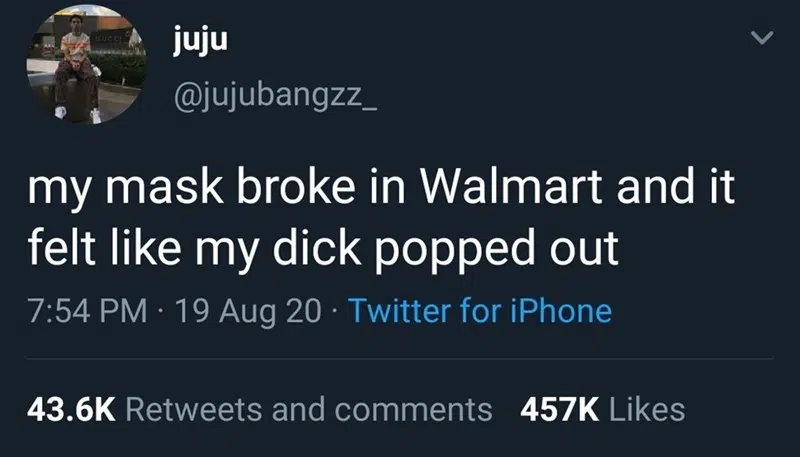 juju
@jujubangzz_
my mask broke in Walmart and it
felt like my dick popped out
7:54 PM · 19 Aug 20 · Twitter for iPhone
43.6K Retweets and comments 457K Likes